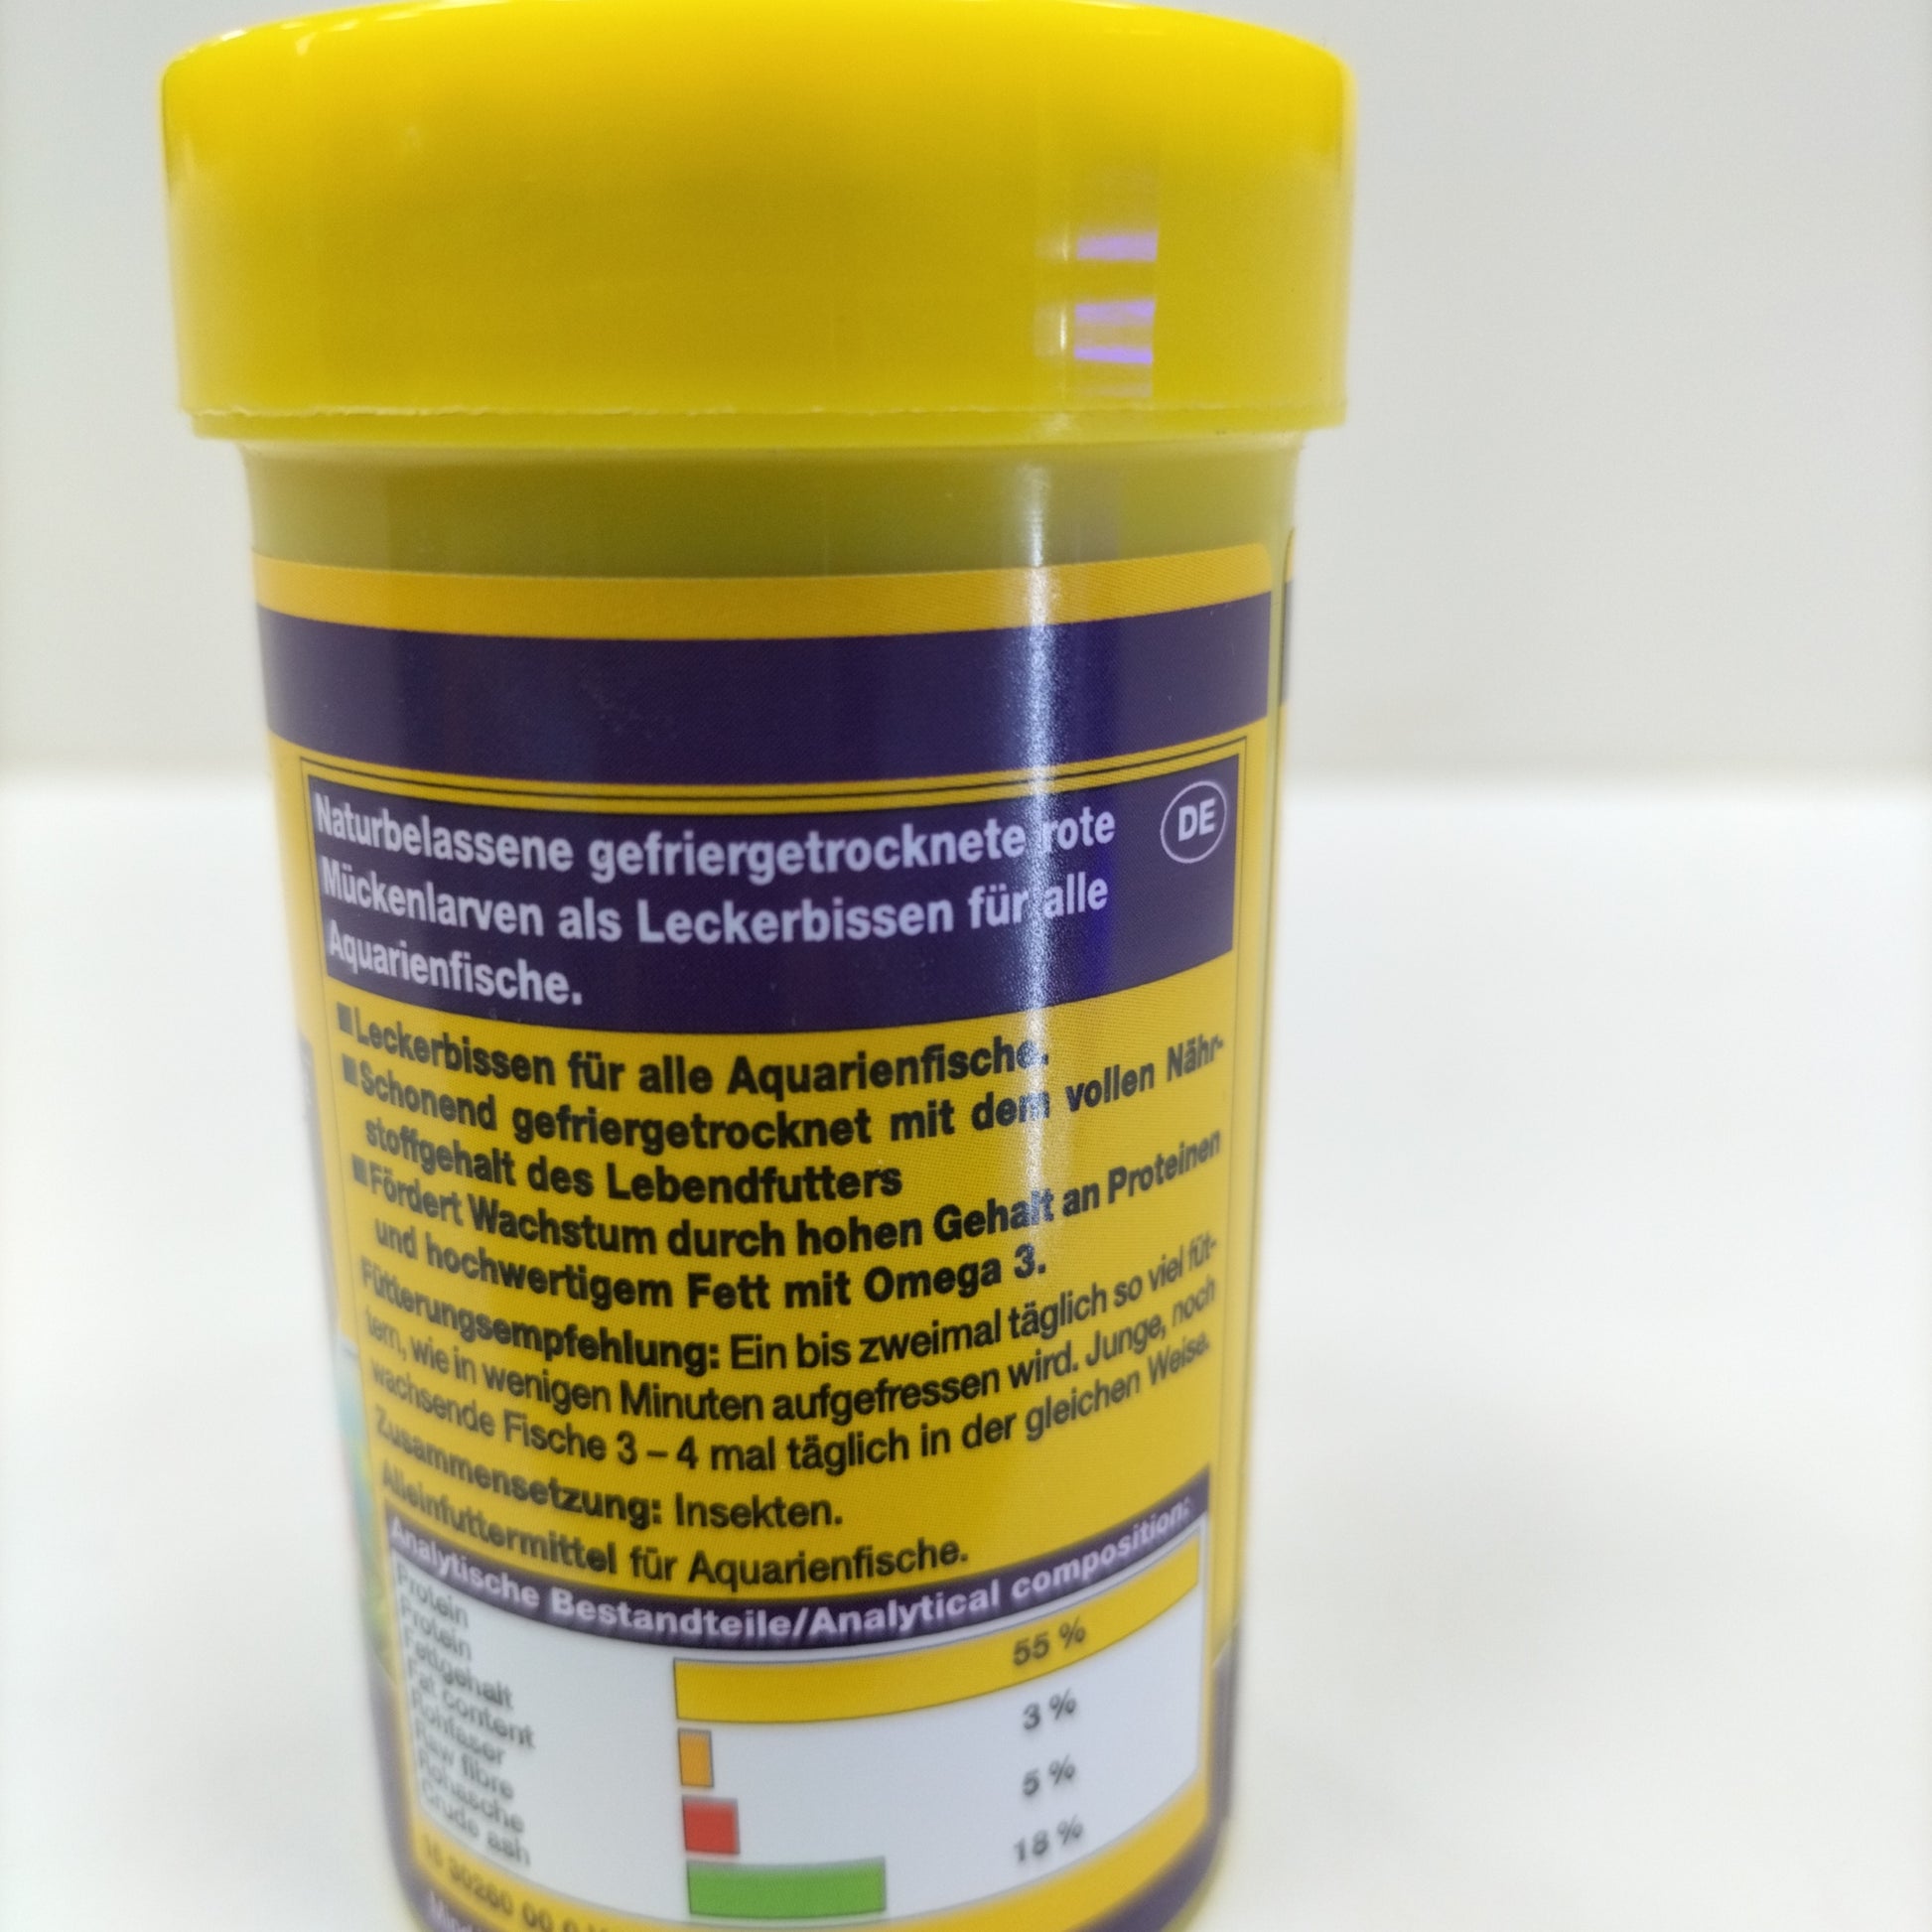 Naturbelassene gefriergetrocknete rote
DE
Mückenlarven als Leckerbissen für alle
Aquarienfische.
■ Leckerbissen für alle Aquarienfische.
■ Schonend gefriergetrocknet mit dem vollen Nähr-
stoffgehalt des Lebendfutters
■ Fördert Wachstum durch hohen Gehalt an Proteinen
und hochwertigem Fett mit Omega 3.
Fütterungsempfehlung: Ein bis zweimal täglich so viel füt-
tern, wie in wenigen Minuten aufgefressen wird. Junge, noch
wachsende Fische 3 – 4 mal täglich in der gleichen Weise.
Zusammensetzung: Insekten.
Alleinfuttermittel für Aquarienfische.
Analytische Bestandteile/Analytical composition:
Protein
Protein
55 %
Fettgehalt
Fat content
3 %
Rohfaser
Raw fibre
5 %
Rohasche
Crude ash
18 %